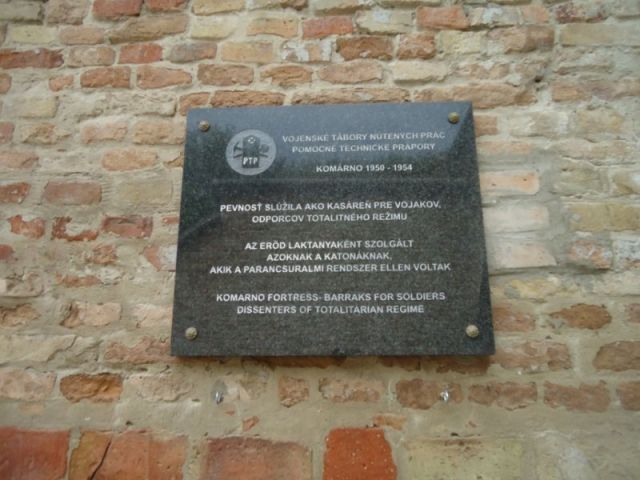 VOJENSKÉ TÁBORY NÚTENÝCH PRÁC
POMOCNÉ TECHNICKÉ PRÁPORY
PTP
KOMÁRNO 1950 - 1954
PEVNOSŤ SLÚŽILA AKO KASÁREŇ PRE VOJAKOV,
ODPORCOV TOTALITNÉHO REŽIMU
AZ ERŐD LAKTANYAKÉNT SZOLGÁLT
AZOKNAK A KATONÁKNAK,
AKIK A PARANCSURALMI RENDSZER ELLEN VOLTAK
KOMARNO FORTRESS- BARRAKS FOR SOLDIERS
DISSENTERS OF TOTALITARIAN REGIME